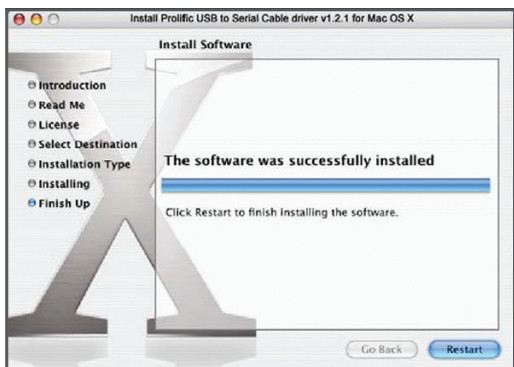 Install Prolific USB to Serial Cable driver v1.2.1 for Mac OS X
Install Software
Introduction
Read Me
License
Select Destination
Installation Type
Installing
Finish Up
The software was successfully installed
Click Restart to finish installing the software.
Go Back
Restart